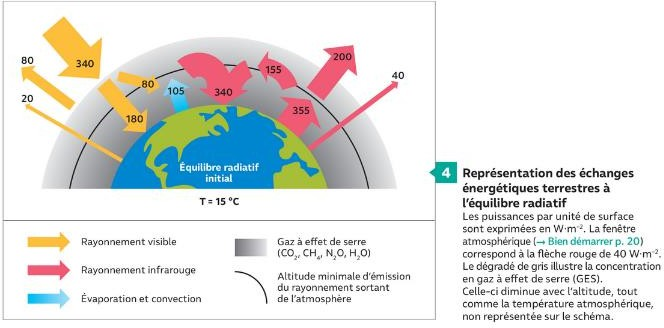 80
340
20
80
180
105
340
155
355
200
40
Équilibre radiatif
initial
T = 15 °C
Rayonnement visible
Rayonnement infrarouge
Évaporation et convection
Gaz à effet de serre
(CO₂, CH₄, N₂O, H₂O)
Altitude minimale d'émission
du rayonnement sortant
de l'atmosphère
4 Représentation des échanges
énergétiques terrestres à
l'équilibre radiatif
Les puissances par unité de surface
sont exprimées en W·m⁻². La fenêtre
atmosphérique (→ Bien démarrer p. 20)
correspond à la flèche rouge de 40 W·m⁻².
Le dégradé de gris illustre la concentration
en gaz à effet de serre (GES).
Celle-ci diminue avec l'altitude, tout
comme la température atmosphérique,
non représentée sur le schéma.